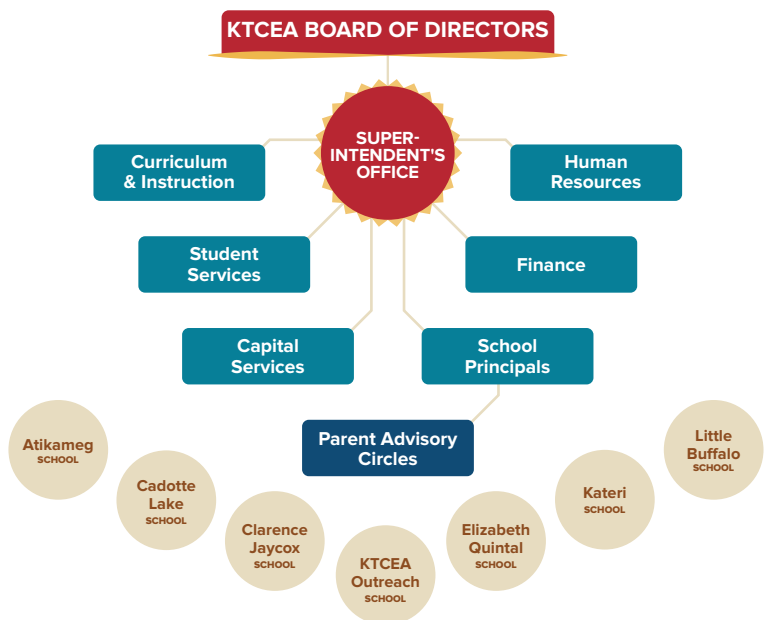 KTCEA BOARD OF DIRECTORS
SUPER-
INTENDENT'S
OFFICE
Curriculum
& Instruction
Human
Resources
Student
Services
Finance
Capital
Services
School
Principals
Parent Advisory
Circles
Atikameg
SCHOOL
Cadotte
Lake
SCHOOL
Clarence
Jaycox
SCHOOL
KTCEA
Outreach
SCHOOL
Elizabeth
Quintal
SCHOOL
Kateri
SCHOOL
Little
Buffalo
SCHOOL